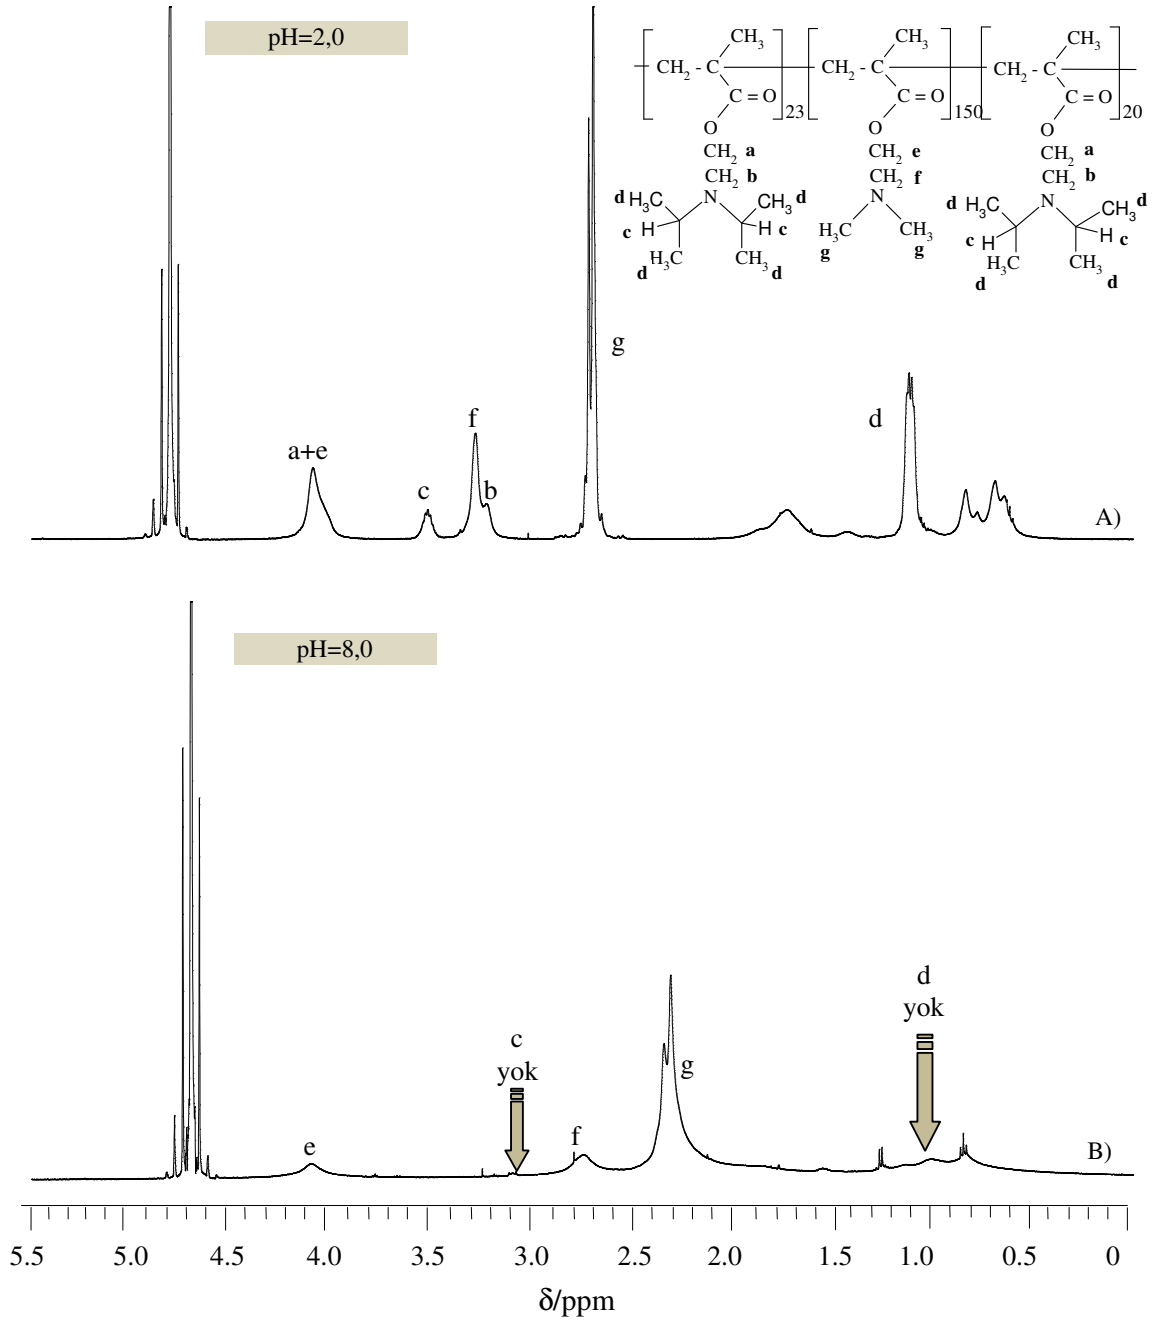 pH=2,0
CH3 CH3 CH3
CH2 - C CH2 - C CH2 - C
C=O C=O C=O
23 150 20
O O O
CH2 a CH2 e CH2 a
CH2 b CH2 f CH2 b
d H3C N CH3 d N d H3C N CH3 d
c H H c H3C CH3 c H H c
d H3C CH3 d g g H3C CH3
d d
g
f d
a+e
c b
A)
pH=8,0
d
yok
c
yok
g
e f B)
5.5 5.0 4.5 4.0 3.5 3.0 2.5 2.0 1.5 1.0 0.5 0
δ/ppm